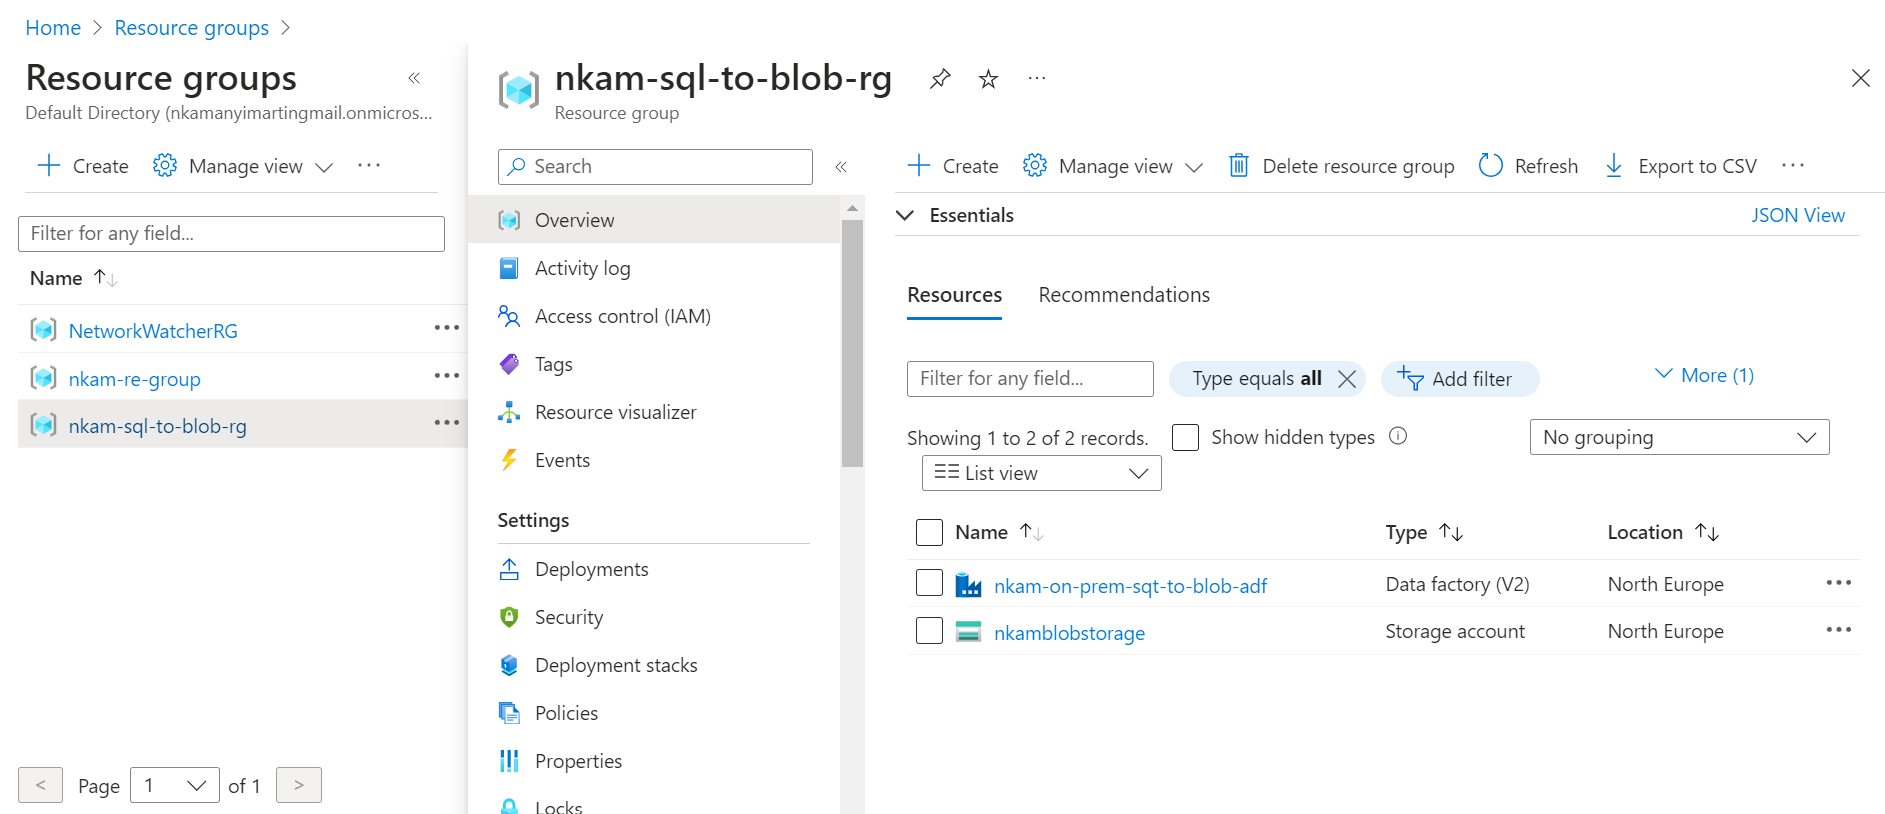 Home > Resource groups >
Resource groups «
Default Directory (nkamanyimartingmail.onmicros...
Create Manage view ...
Filter for any field...
Name
NetworkWatcherRG ...
nkam-re-group ...
nkam-sql-to-blob-rg ...
< Page 1 of 1 >
nkam-sql-to-blob-rg ...
Resource group
Search «
Overview
Activity log
Access control (IAM)
Tags
Resource visualizer
Events
Settings
Deployments
Security
Deployment stacks
Policies
Properties
Locks
Create Manage view Delete resource group Refresh Export to CSV ...
Essentials JSON View
Resources Recommendations
Filter for any field... Type equals all Add filter More (1)
Showing 1 to 2 of 2 records. Show hidden types No grouping
List view
Name Type Location
nkam-on-prem-sqt-to-blob-adf Data factory (V2) North Europe ...
nkamblobstorage Storage account North Europe ...